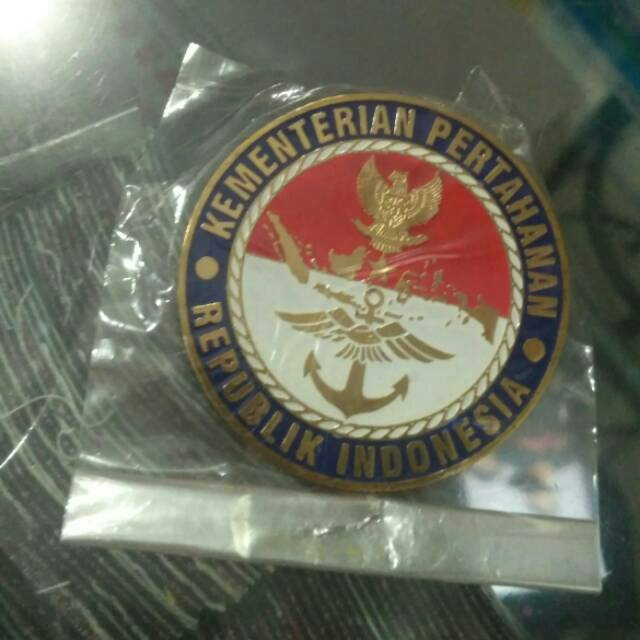 KEMENTERIAN PERTAHANAN
REPUBLIK INDONESIA